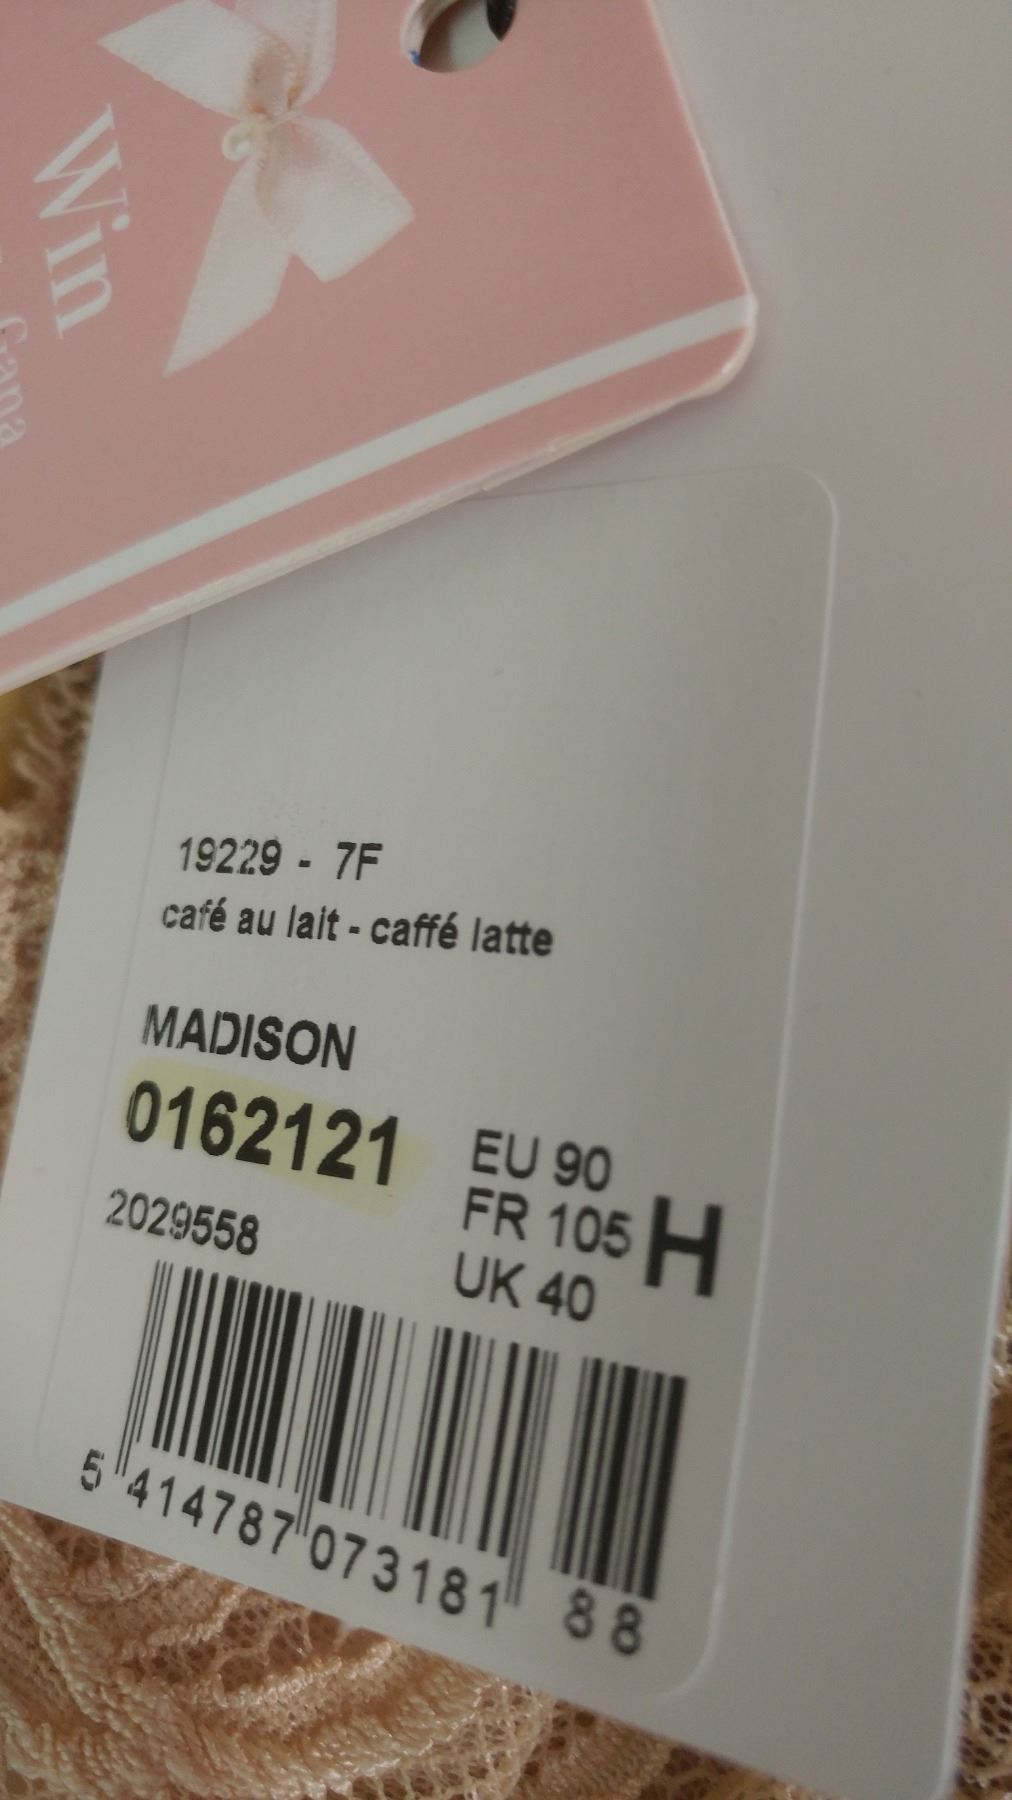 Win
Gana
19229 - 7F
café au lait - caffé latte
MADISON
0162121
2029558
EU 90
FR 105
UK 40
H
5 414787 073181 88